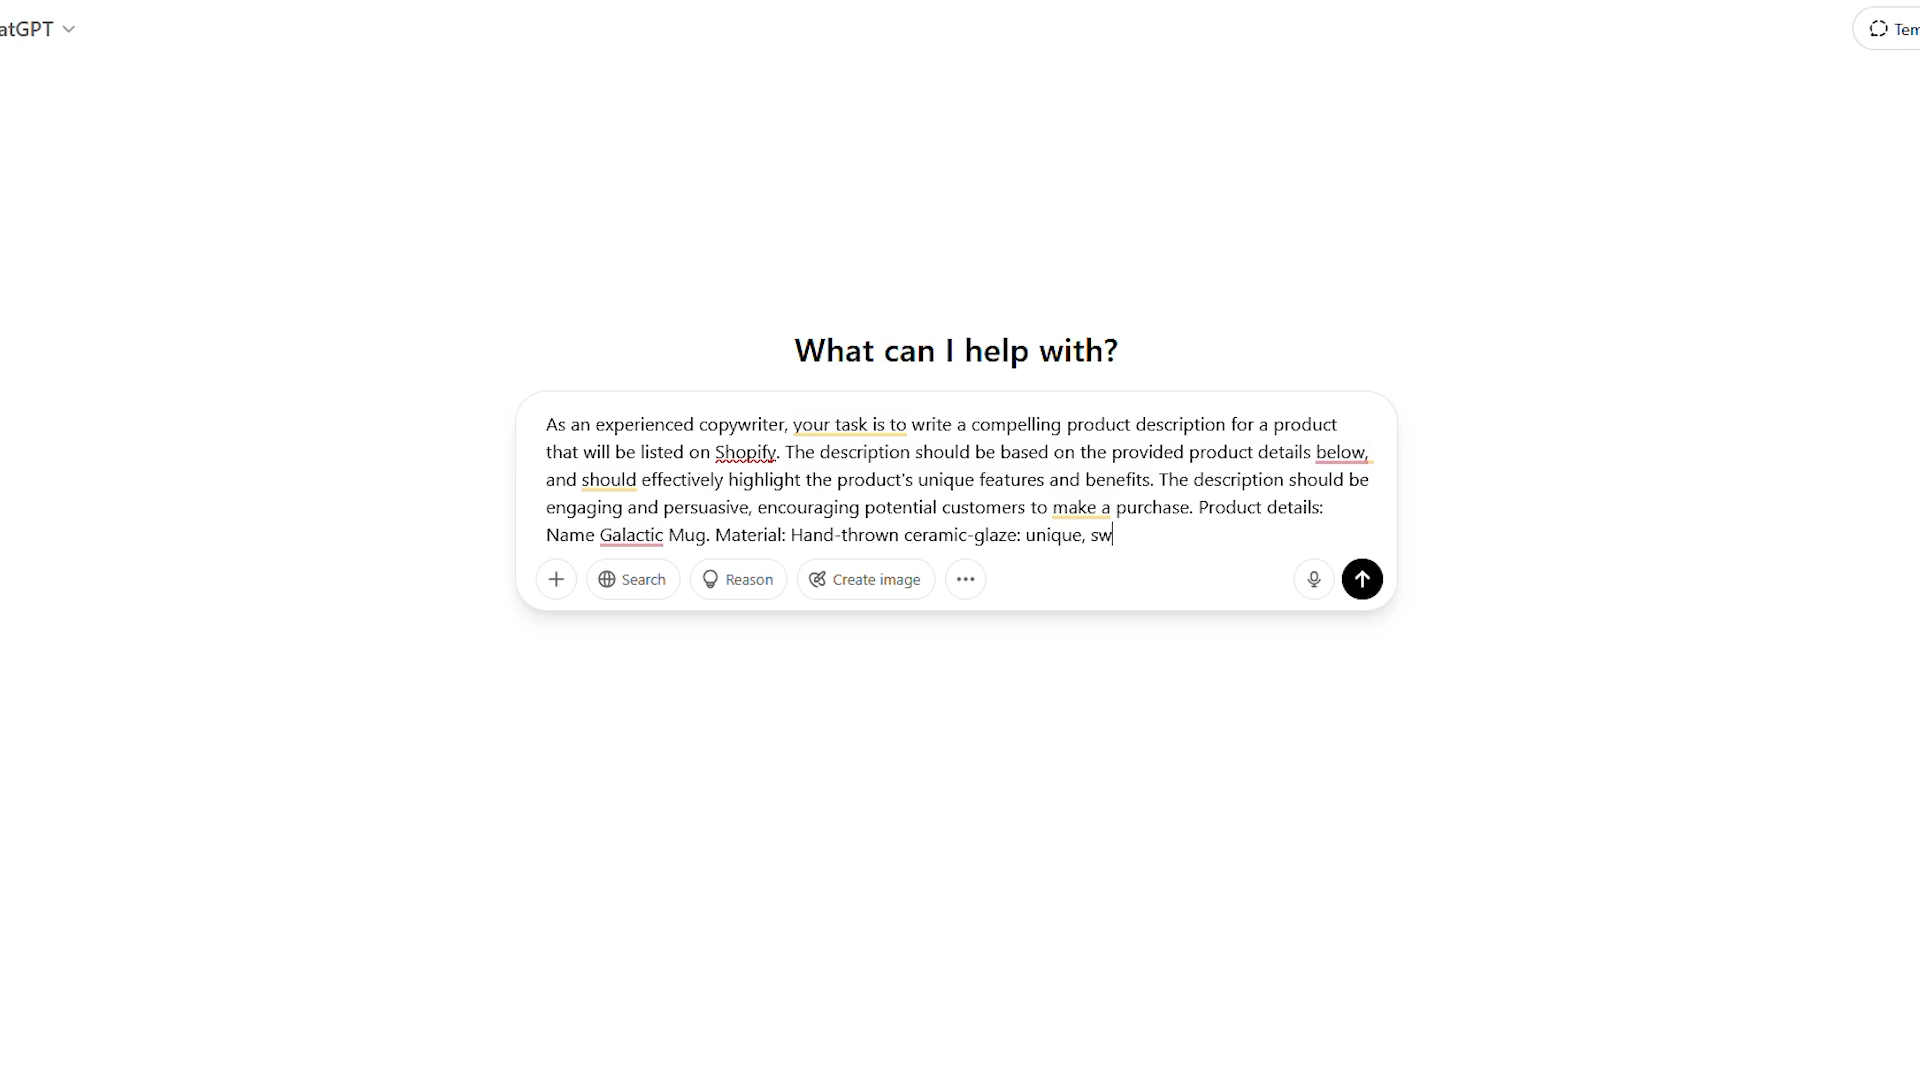 atGPT
Tem
What can I help with?
As an experienced copywriter, your task is to write a compelling product description for a product
that will be listed on Shopify. The description should be based on the provided product details below,
and should effectively highlight the product's unique features and benefits. The description should be
engaging and persuasive, encouraging potential customers to make a purchase. Product details:
Name Galactic Mug. Material: Hand-thrown ceramic-glaze: unique, sw
Search
Reason
Create image